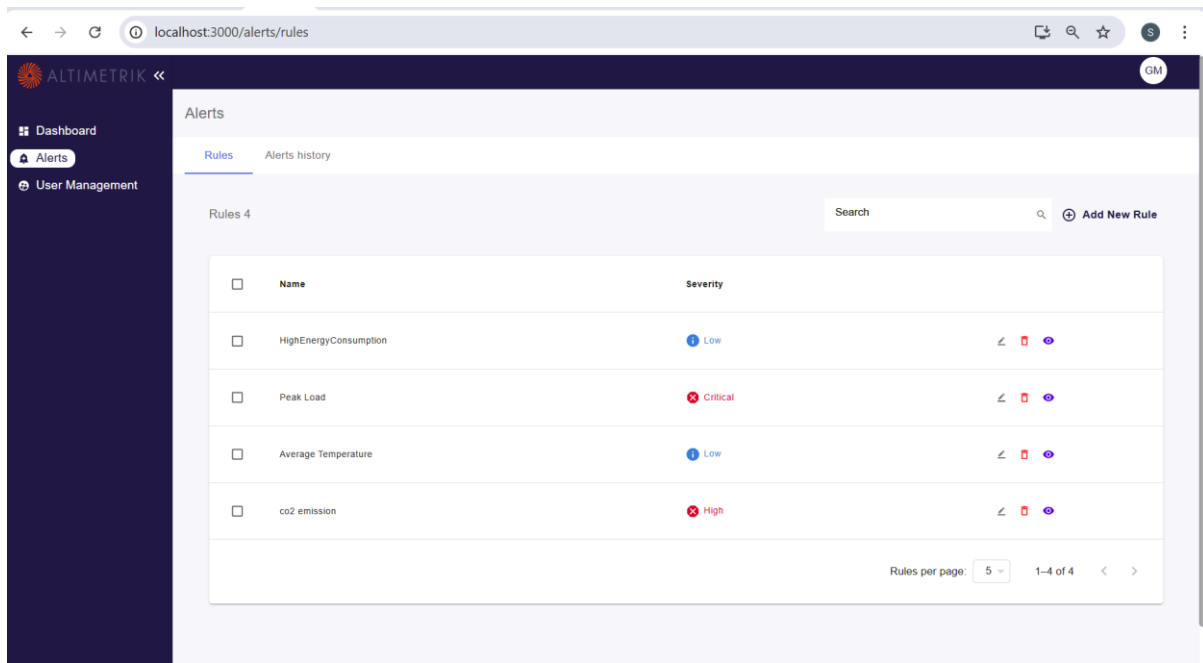 localhost:3000/alerts/rules
S
ALTIMETRIK
GM
Dashboard
Alerts
User Management
Alerts
Rules Alerts history
Rules 4 Search Add New Rule
Name Severity
HighEnergyConsumption Low
Peak Load Critical
Average Temperature Low
co2 emission High
Rules per page: 5 1–4 of 4